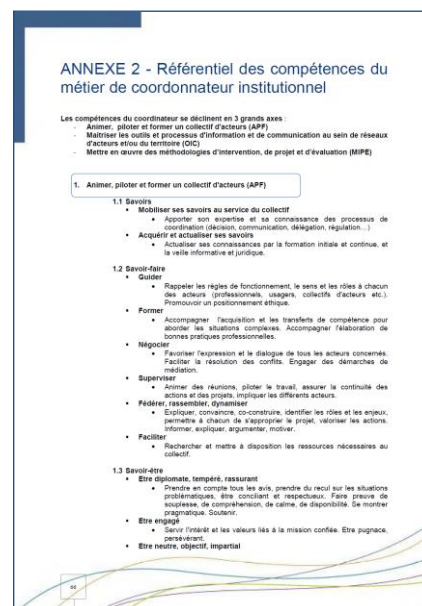 ANNEXE 2 - Référentiel des compétences du
métier de coordonnateur institutionnel
Les compétences du coordinateur se déclinent en 3 grands axes :
- Animer, piloter et former un collectif d'acteurs (APF)
- Maitriser les outils et processus d'information et de communication au sein de réseaux
d'acteurs et/ou du territoire (OIC)
- Mettre en œuvre des méthodologies d'intervention, de projet et d'évaluation (MIPE)
1. Animer, piloter et former un collectif d'acteurs (APF)
1.1 Savoirs
▪ Mobiliser ses savoirs au service du collectif
• Apporter son expertise et sa connaissance des processus de
coordination (décision, communication, délégation, régulation…)
▪ Acquérir et actualiser ses savoirs
• Actualiser ses connaissances par la formation initiale et continue, et
la veille informative et juridique.
1.2 Savoir-faire
▪ Guider
• Rappeler les règles de fonctionnement, le sens et les rôles à chacun
des acteurs (professionnels, usagers, collectifs d'acteurs etc.).
Promouvoir un positionnement éthique.
▪ Former
• Accompagner l'acquisition et les transferts de compétence pour
aborder les situations complexes. Accompagner l'élaboration de
bonnes pratiques professionnelles.
▪ Négocier
• Favoriser l'expression et le dialogue de tous les acteurs concernés.
Faciliter la résolution des conflits. Engager des démarches de
médiation.
▪ Superviser
• Animer des réunions, piloter le travail, assurer la continuité des
actions et des projets, impliquer les différents acteurs.
▪ Fédérer, rassembler, dynamiser
• Expliquer, convaincre, co-construire, identifier les rôles et les enjeux,
permettre à chacun de s'approprier le projet, valoriser les actions.
Informer, expliquer, argumenter, motiver.
▪ Faciliter
• Rechercher et mettre à disposition les ressources nécessaires au
collectif.
1.3 Savoir-être
▪ Etre diplomate, tempéré, rassurant
• Prendre en compte tous les avis, prendre du recul sur les situations
problématiques, être conciliant et respectueux. Faire preuve de
souplesse, de compréhension, de calme, de disponibilité. Se montrer
pragmatique. Soutenir.
▪ Etre engagé
• Servir l'intérêt et les valeurs liés à la mission confiée. Etre pugnace,
persévérant.
▪ Etre neutre, objectif, impartial